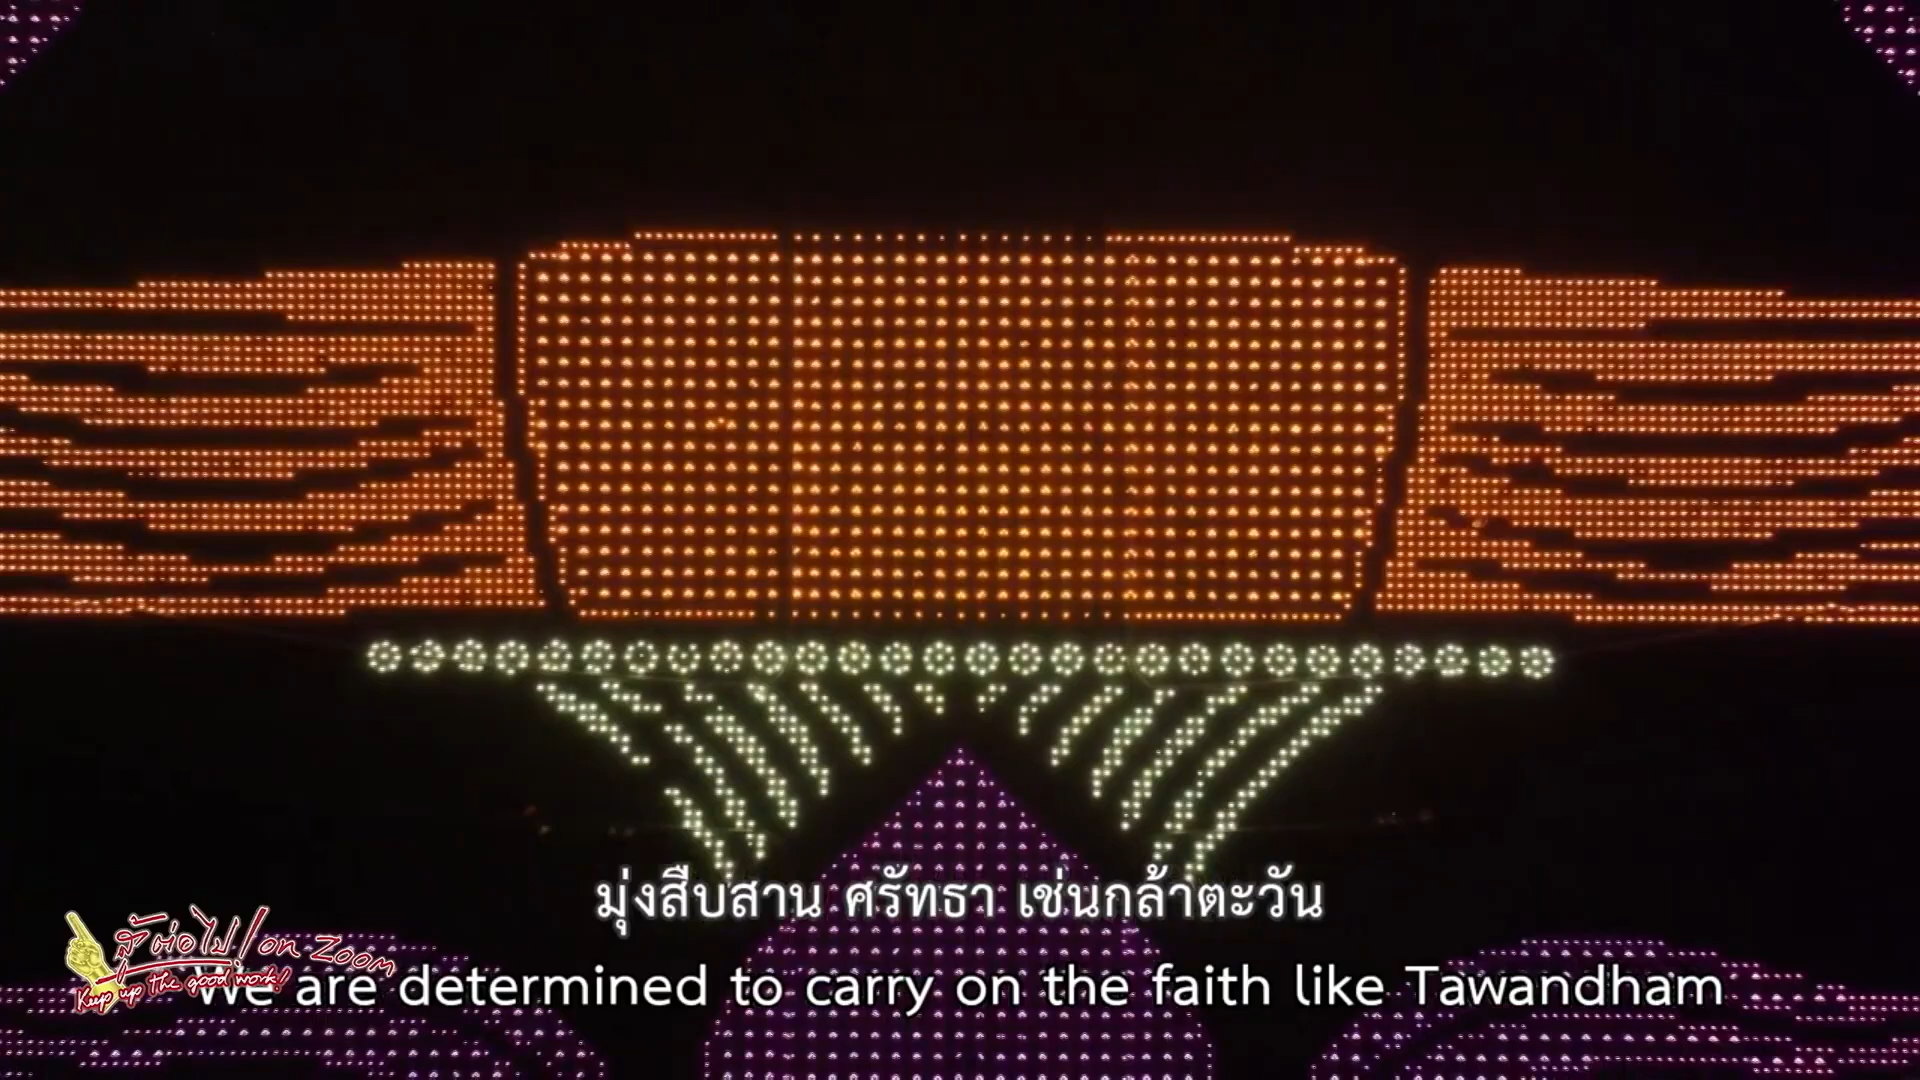 มุ่งสืบสาน ศรัทธา เช่นกล้าตะวัน
สู้ต่อไป! on Zoom
Keep up the good work!
We are determined to carry on the faith like Tawandham